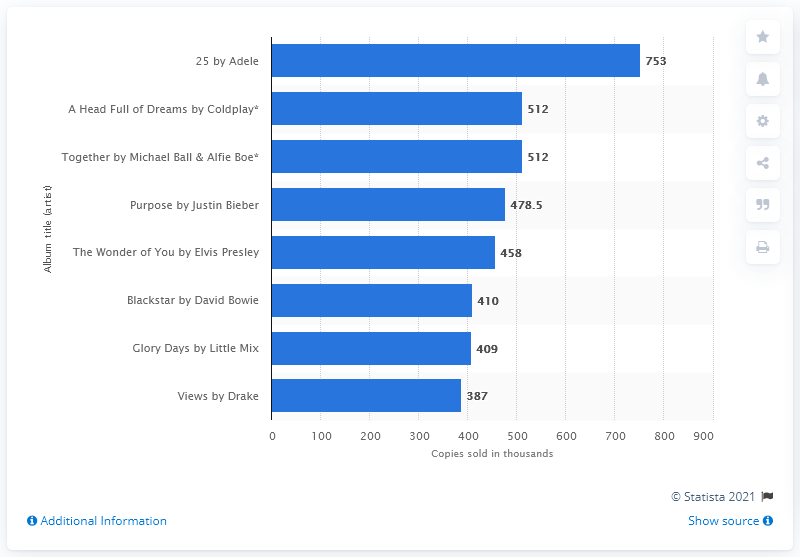 25 by Adele
753
A Head Full of Dreams by Coldplay*
512
Together by Michael Ball & Alfie Boe*
512
Purpose by Justin Bieber
478.5
The Wonder of You by Elvis Presley
458
Blackstar by David Bowie
410
Glory Days by Little Mix
409
Views by Drake
387
Album title (artist)
0 100 200 300 400 500 600 700 800 900
Copies sold in thousands
© Statista 2021
Additional Information
Show source